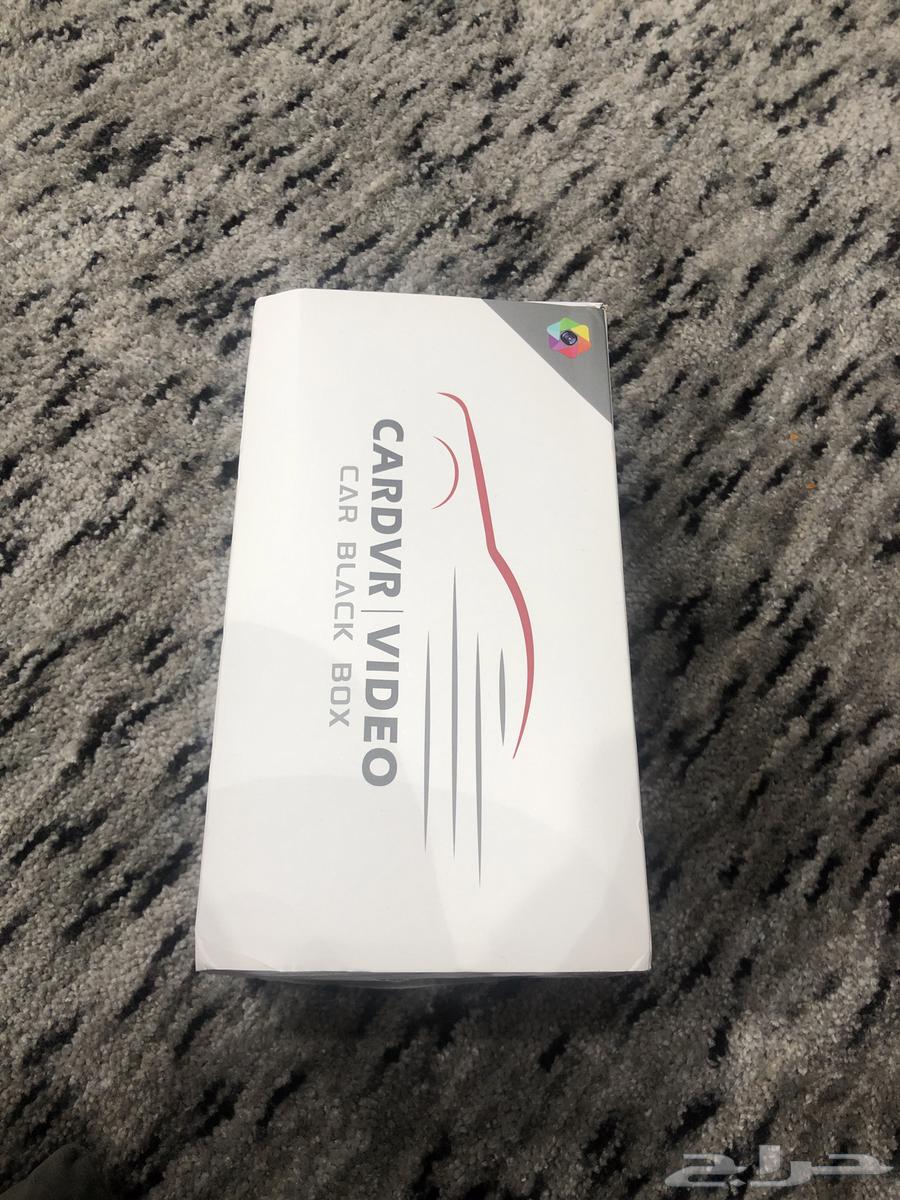 CARDVR | VIDEO
CAR BLACK BOX
حراج